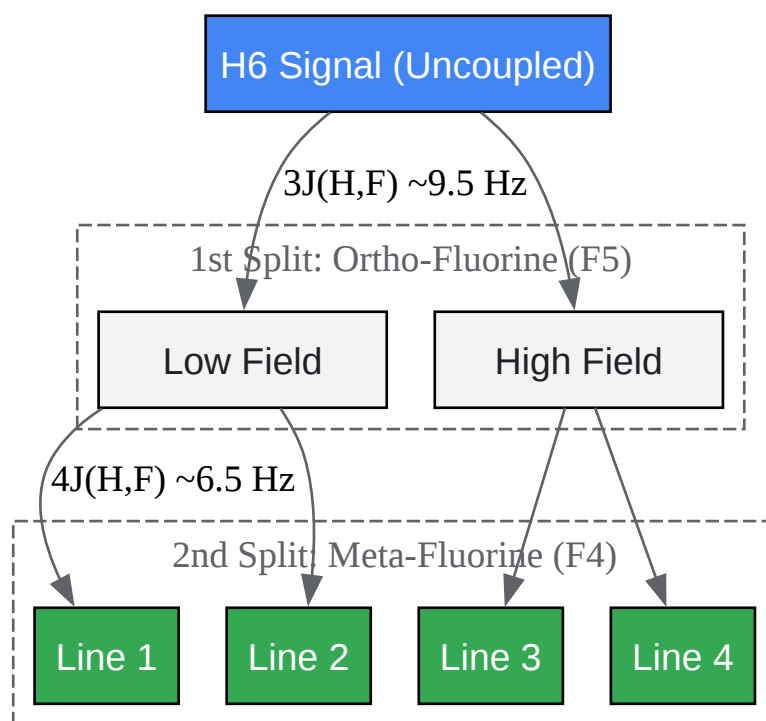 H6 Signal (Uncoupled)
3J(H,F) ~9.5 Hz
1st Split: Ortho-Fluorine (F5)
Low Field
High Field
4J(H,F) ~6.5 Hz
2nd Split: Meta-Fluorine (F4)
Line 1
Line 2
Line 3
Line 4